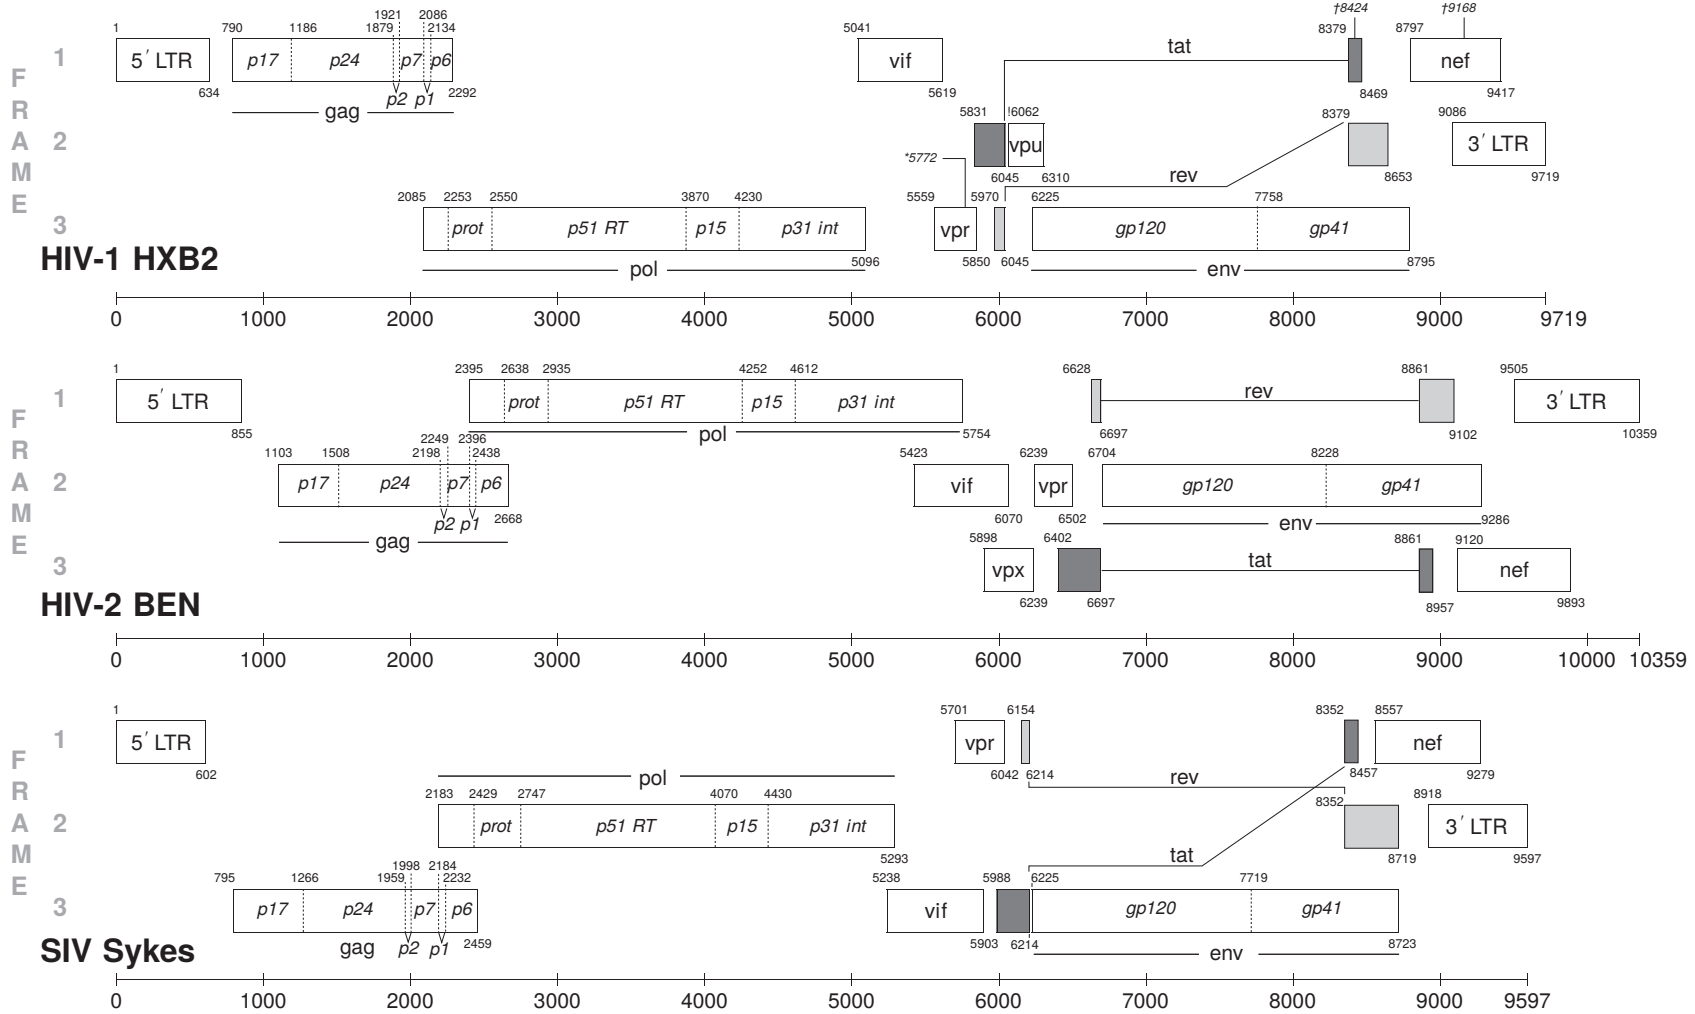 1 790 1186 1921 1879 2086 2134 5041 †8424 8379 8797 †9168
F R A M E
1 5′ LTR p17 p24 p7 p6 vif tat nef
634 p2 p1 2292 5619 8469 9417
gag
5831 !6062 8379 9086
2 vpu 3′ LTR
*5772 6045 6310 rev 8653 9719
2085 2253 2550 3870 4230 5559 5970 6225 7758
3 prot p51 RT p15 p31 int vpr gp120 gp41
HIV-1 HXB2
pol 5096 5850 6045 env 8795
0 1000 2000 3000 4000 5000 6000 7000 8000 9000 9719
1 2395 2638 2935 4252 4612 6628 8861 9505
F R A M E
1 5′ LTR prot p51 RT p15 p31 int rev 3′ LTR
855 pol 5754 6697 9102 10359
1103 1508 2249 2198 2396 2438 5423 6239 6704 8228
2 p17 p24 p7 p6 vif vpr gp120 gp41
p2 p1 2668 6070 6502 env 9286
gag
5898 6402 8861 9120
3 vpx tat nef
6239 6697 8957 9893
HIV-2 BEN
0 1000 2000 3000 4000 5000 6000 7000 8000 9000 10000 10359
1 5701 6154 8352 8557
F R A M E
1 5′ LTR vpr nef
602 6042 6214 rev 8457 9279
pol
2183 2429 2747 4070 4430 8352 8918
2 prot p51 RT p15 p31 int 3′ LTR
5293 tat 8719 9597
795 1266 1998 1959 2184 2232 5238 5988 6225 7719
3 p17 p24 p7 p6 vif gp120 gp41
gag p2 p1 2459 5903 6214 env 8723
SIV Sykes
0 1000 2000 3000 4000 5000 6000 7000 8000 9000 9597